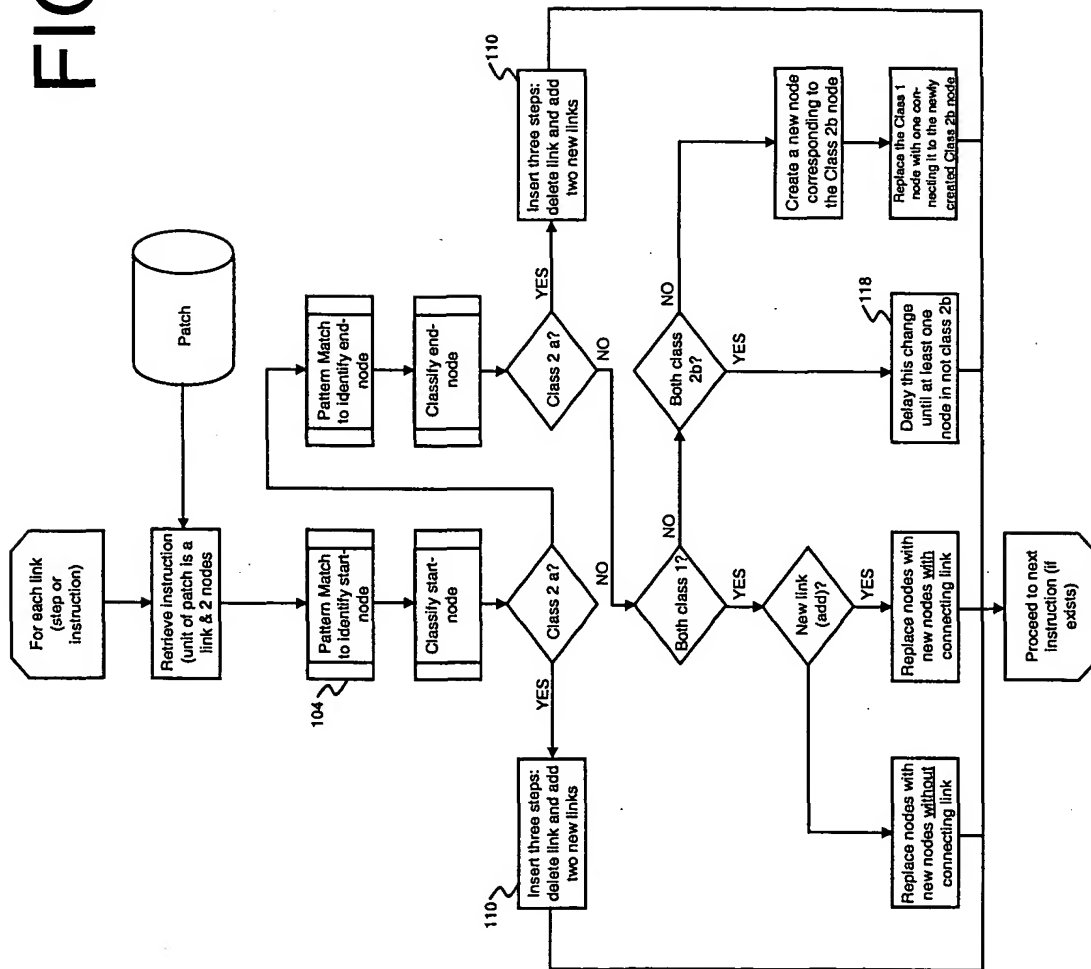 FIG
For each link
(step or
instruction)
Patch
Retrieve instruction
(unit of patch is a
link & 2 nodes
104
Pattern Match
to identify start-
node
Classify start-
node
Class 2 a?
YES
NO
110
Insert three steps:
delete link and add
two new links
Pattern Match
to identify end-
node
Classify end-
node
Class 2 a?
YES
NO
110
Insert three steps:
delete link and add
two new links
Both class 1?
NO
YES
Both class
2b?
NO
YES
Create a new node
corresponding to
the Class 2b node
Replace the Class 1
node with one con-
necting it to the newly
created Class 2b node
118
Delay this change
until at least one
node in not class 2b
New link
(add)?
YES
Replace nodes with
new nodes with
connecting link
Replace nodes with
new nodes without
connecting link
Proceed to next
instruction (if
exists)